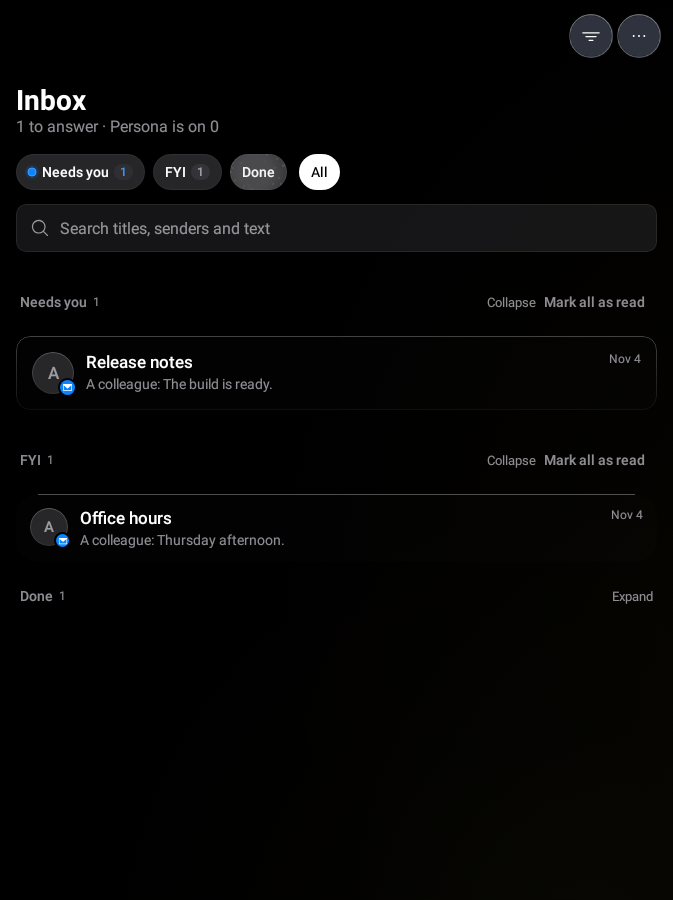 Inbox
1 to answer · Persona is on 0
Needs you 1 FYI 1 Done All
Search titles, senders and text
Needs you 1 Collapse Mark all as read
A Release notes Nov 4
A colleague: The build is ready.
FYI 1 Collapse Mark all as read
A Office hours Nov 4
A colleague: Thursday afternoon.
Done 1 Expand